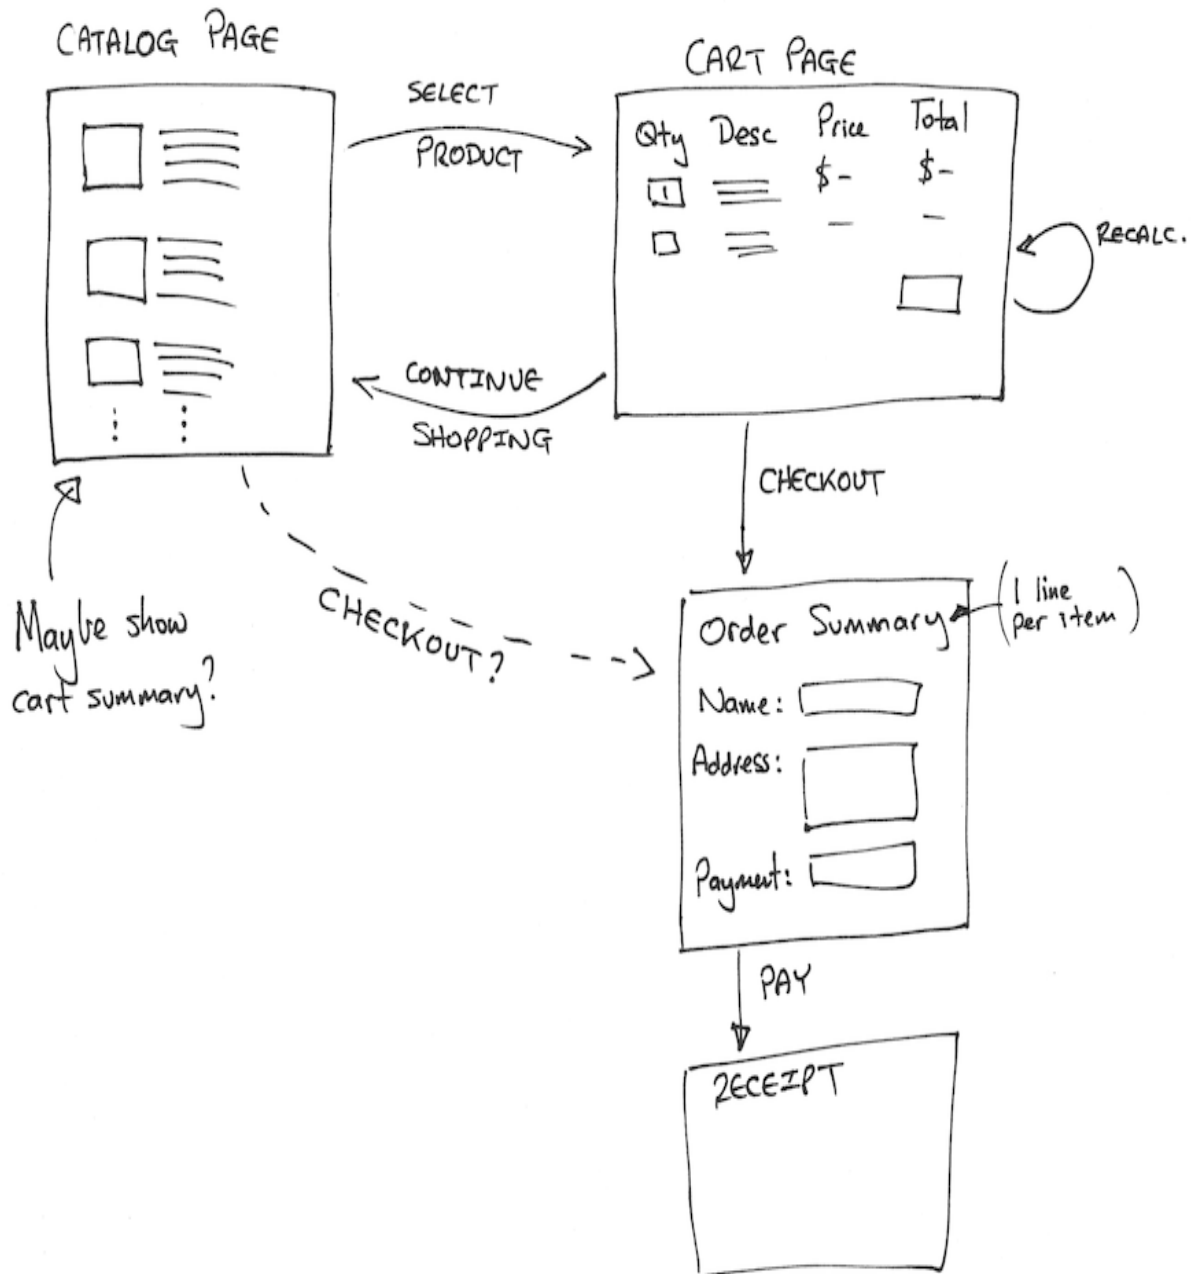 CATALOG PAGE
SELECT
PRODUCT
CART PAGE
Qty Desc Price Total
1 $- $-
- -
RECALC.
CONTINUE
SHOPPING
CHECKOUT
Maybe show
cart summary?
CHECKOUT?
Order Summary
(1 line
per item)
Name:
Address:
Payment:
PAY
RECEIPT